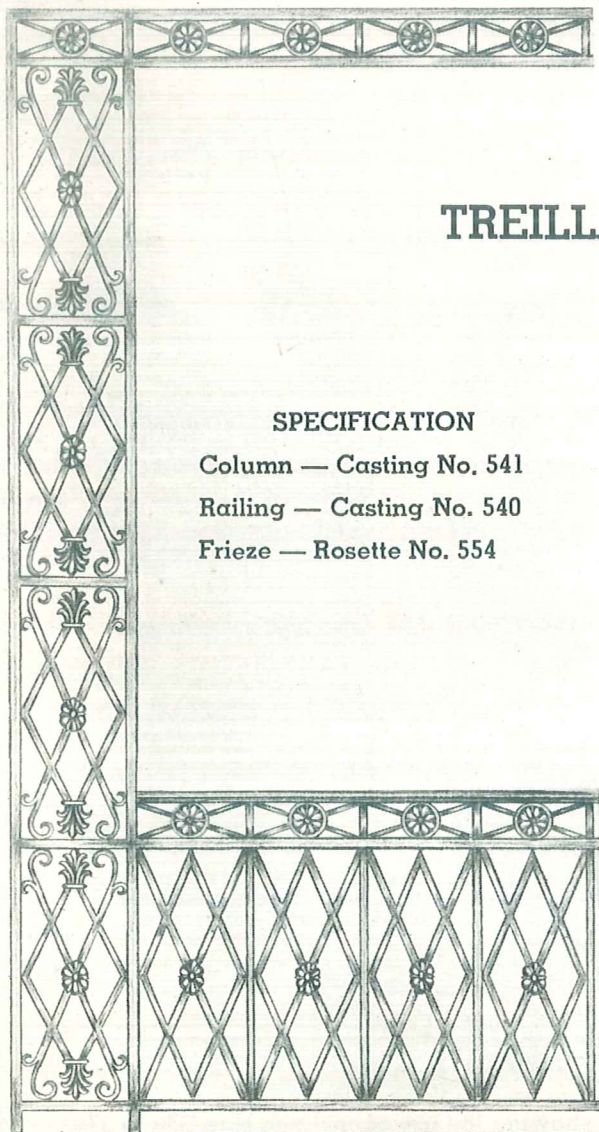 TREILL
SPECIFICATION
Column — Casting No. 541
Railing — Casting No. 540
Frieze — Rosette No. 554